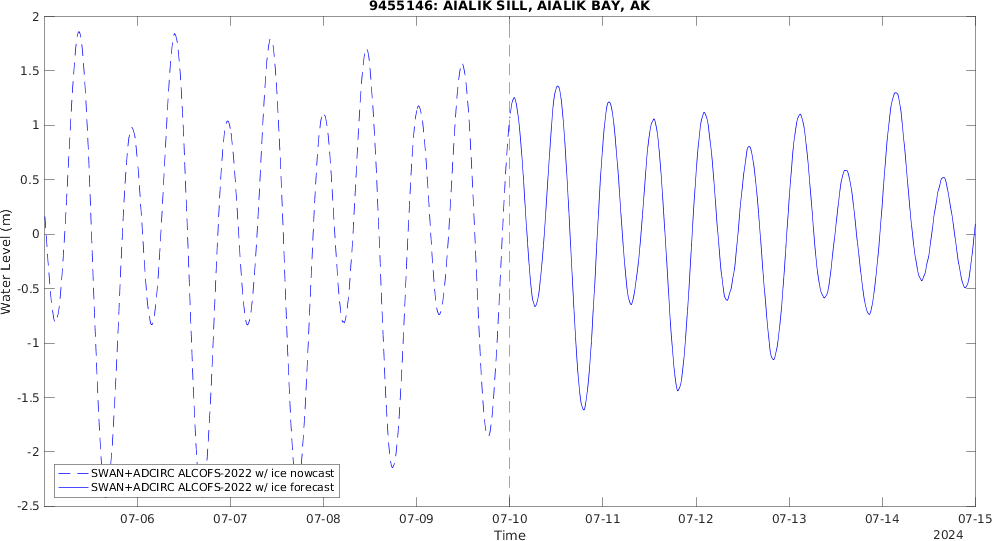 9455146: AIALIK SILL, AIALIK BAY, AK
2
1.5
1
0.5
0
-0.5
-1
-1.5
-2
-2.5
Water Level (m)
SWAN+ADCIRC ALCOFS-2022 w/ ice nowcast
SWAN+ADCIRC ALCOFS-2022 w/ ice forecast
07-06 07-07 07-08 07-09 07-10 07-11 07-12 07-13 07-14 07-15
Time
2024